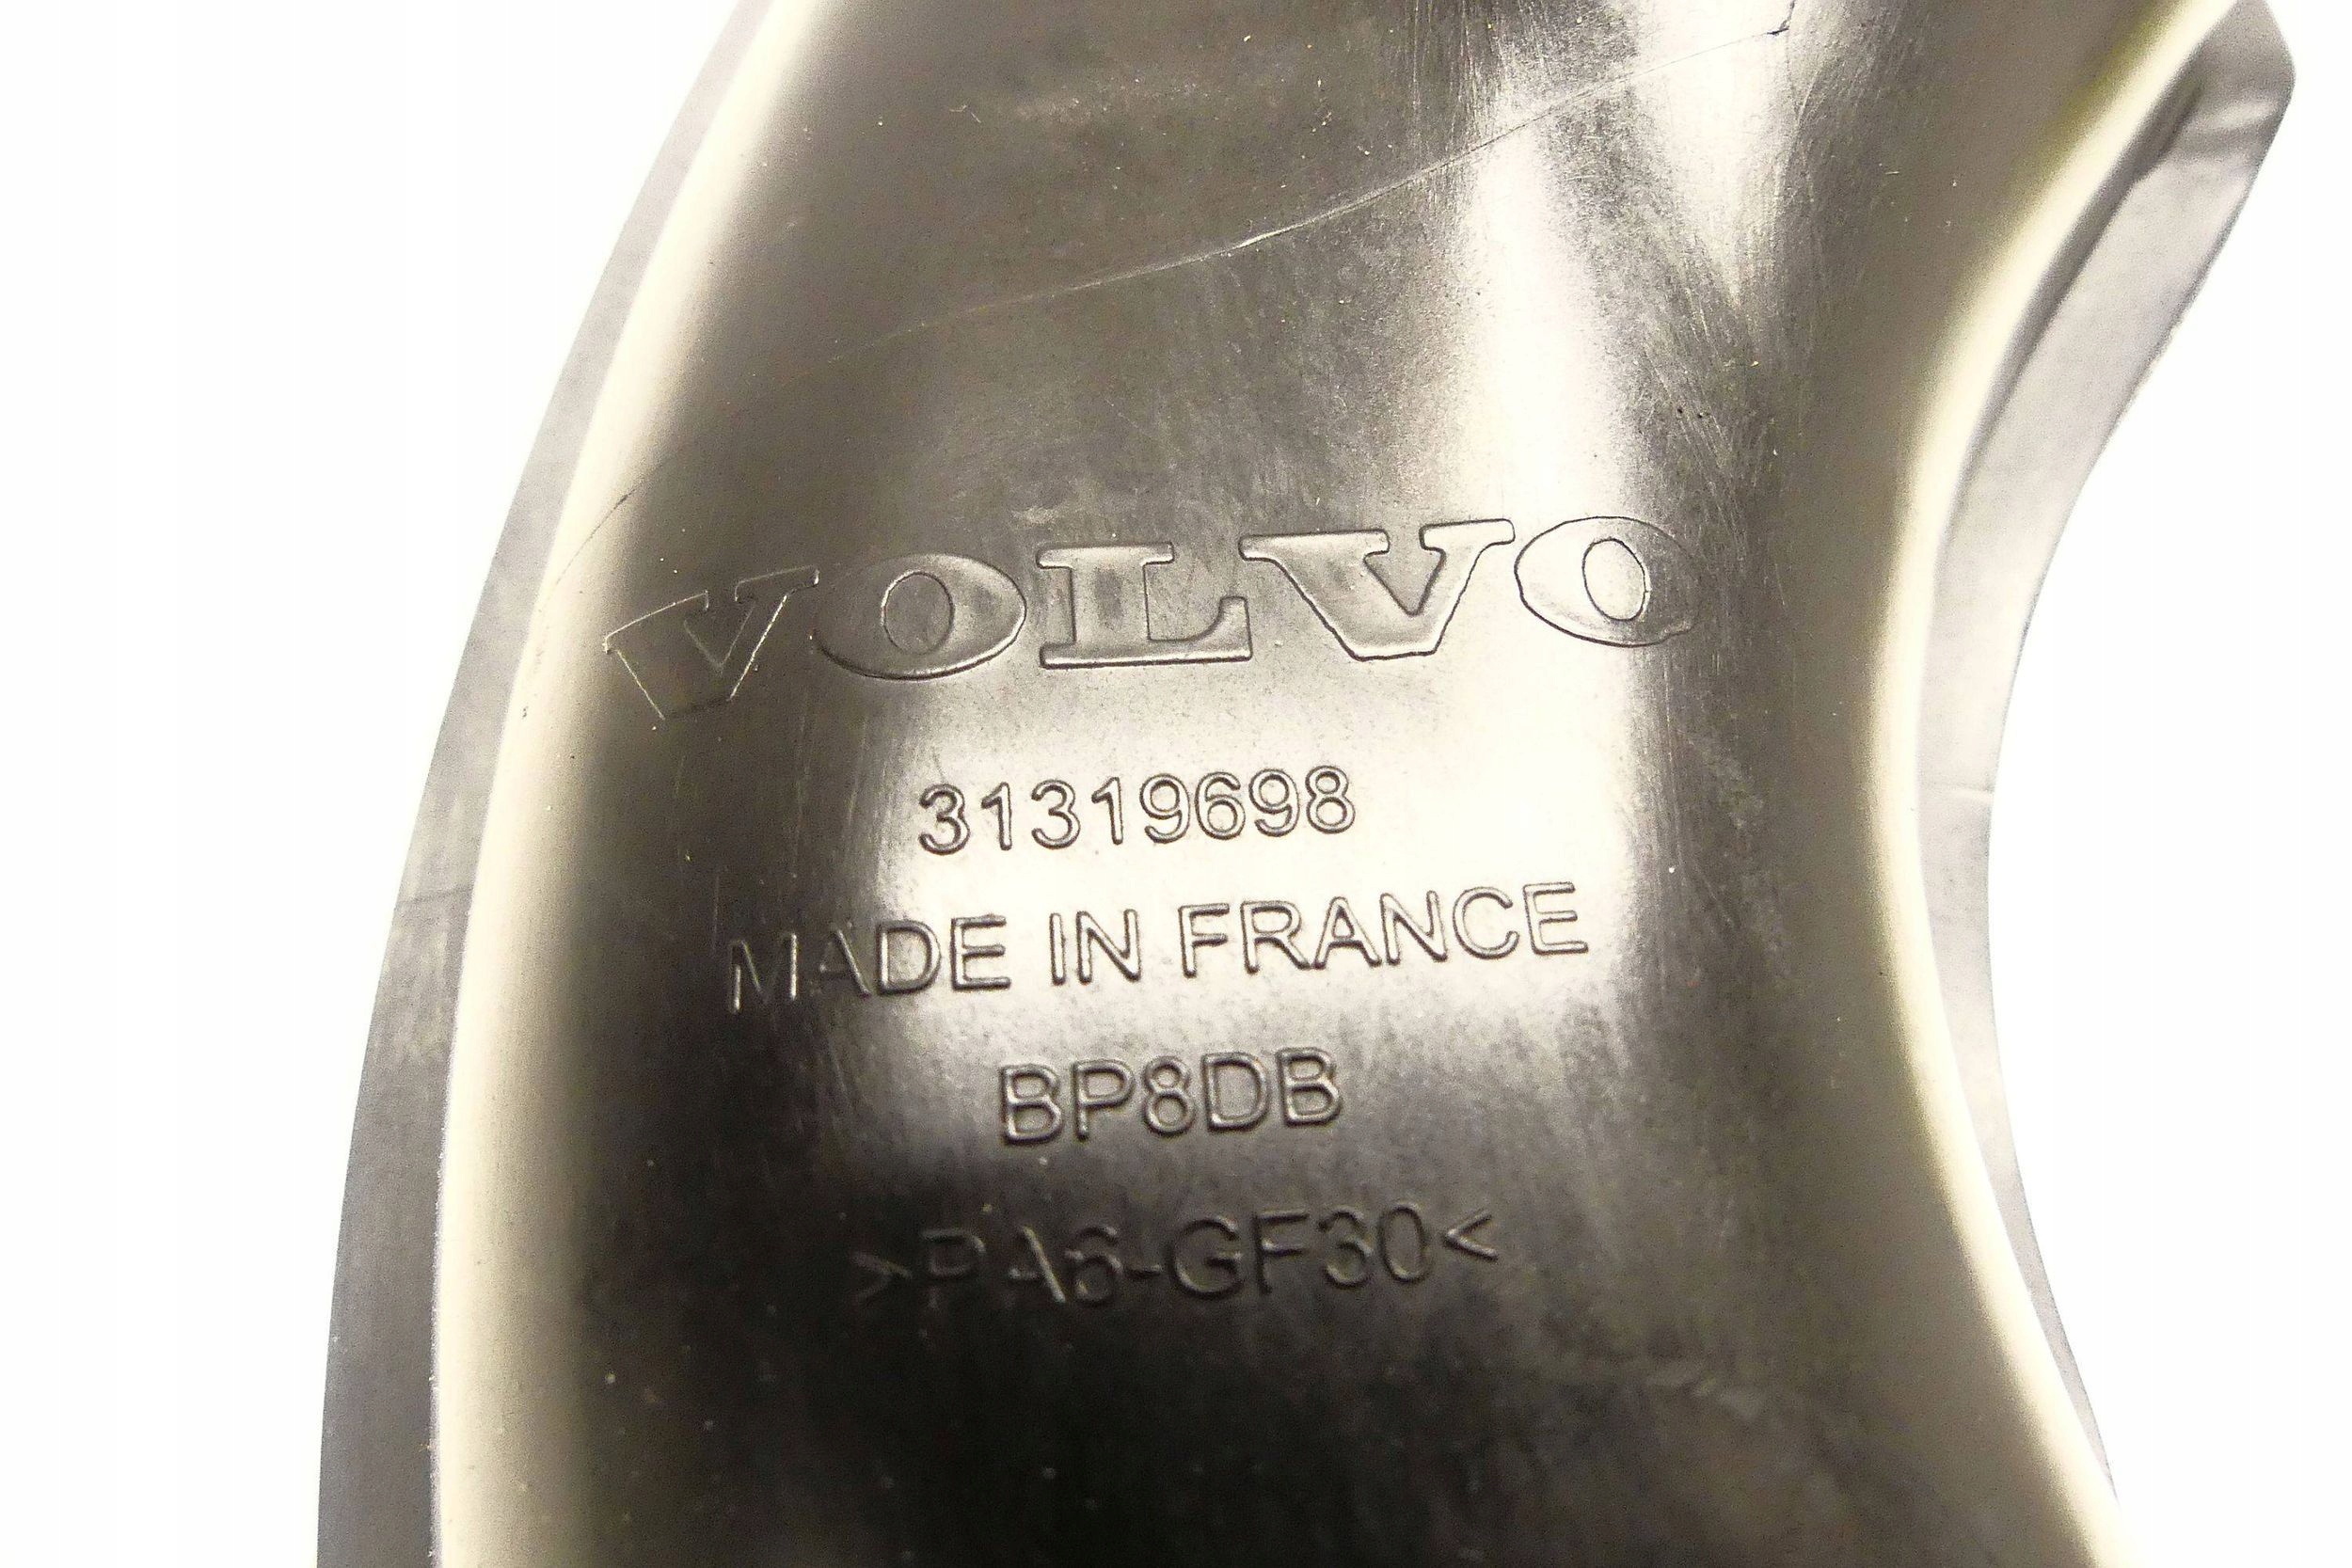 VOLVO
31319698
MADE IN FRANCE
BP8DB
>PA6-GF30<